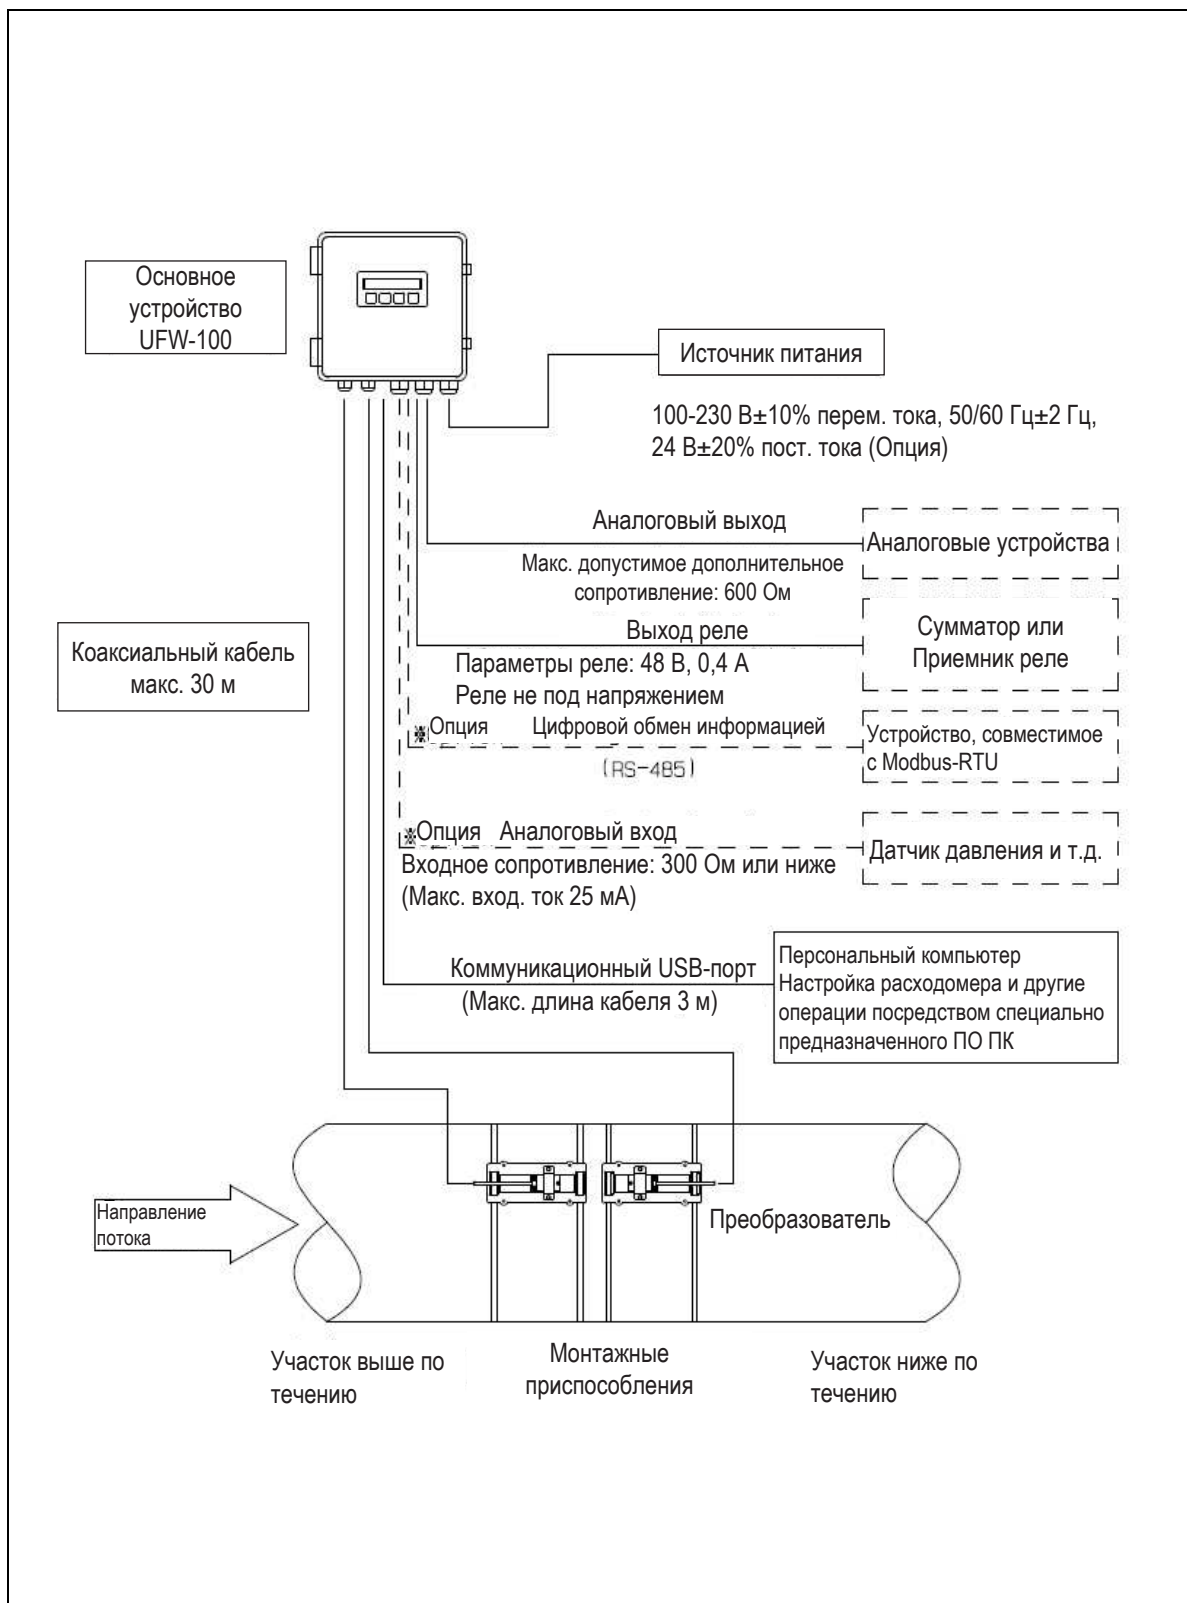 Основное
устройство
UFW-100
Источник питания
100-230 В±10% перем. тока, 50/60 Гц±2 Гц,
24 В±20% пост. тока (Опция)
Аналоговый выход
Аналоговые устройства
Макс. допустимое дополнительное
сопротивление: 600 Ом
Выход реле
Сумматор или
Приемник реле
Параметры реле: 48 В, 0,4 А
Реле не под напряжением
Коаксиальный кабель
макс. 30 м
※Опция Цифровой обмен информацией
(RS-485)
Устройство, совместимое
с Modbus-RTU
※Опция Аналоговый вход
Датчик давления и т.д.
Входное сопротивление: 300 Ом или ниже
(Макс. вход. ток 25 мА)
Коммуникационный USB-порт
(Макс. длина кабеля 3 м)
Персональный компьютер
Настройка расходомера и другие
операции посредством специально
предназначенного ПО ПК
Направление
потока
Преобразователь
Участок выше по
течению
Монтажные
приспособления
Участок ниже по
течению